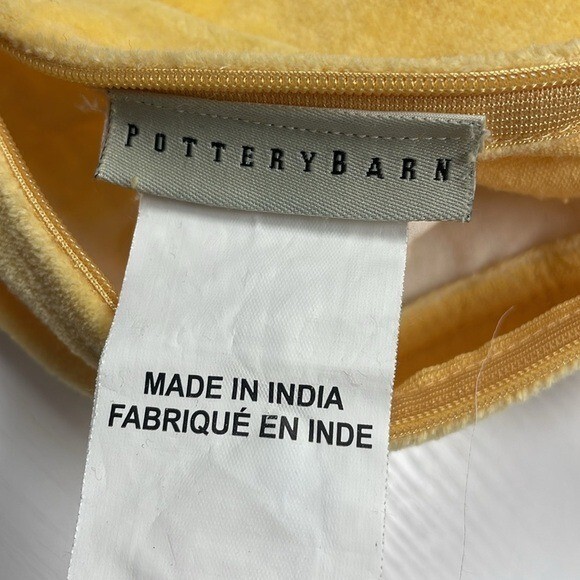 POTTERYBARN
MADE IN INDIA
FABRIQUÉ EN INDE